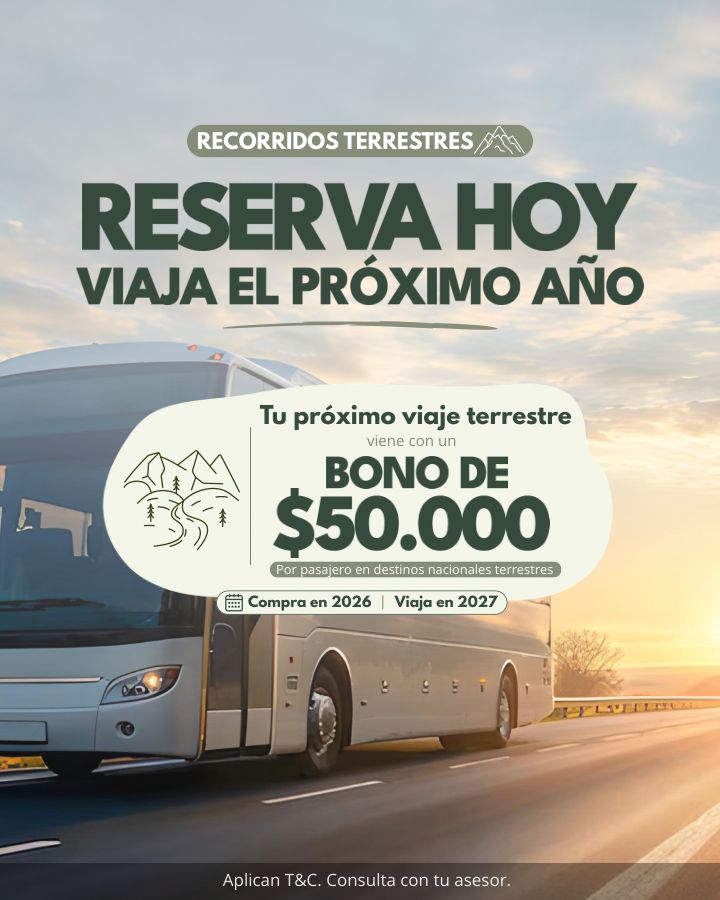 RECORRIDOS TERRESTRES
RESERVA HOY
VIAJA EL PRÓXIMO AÑO
Tu próximo viaje terrestre
viene con un
BONO DE
$50.000
Por pasajero en destinos nacionales terrestres
Compra en 2026 | Viaja en 2027
Aplican T&C. Consulta con tu asesor.